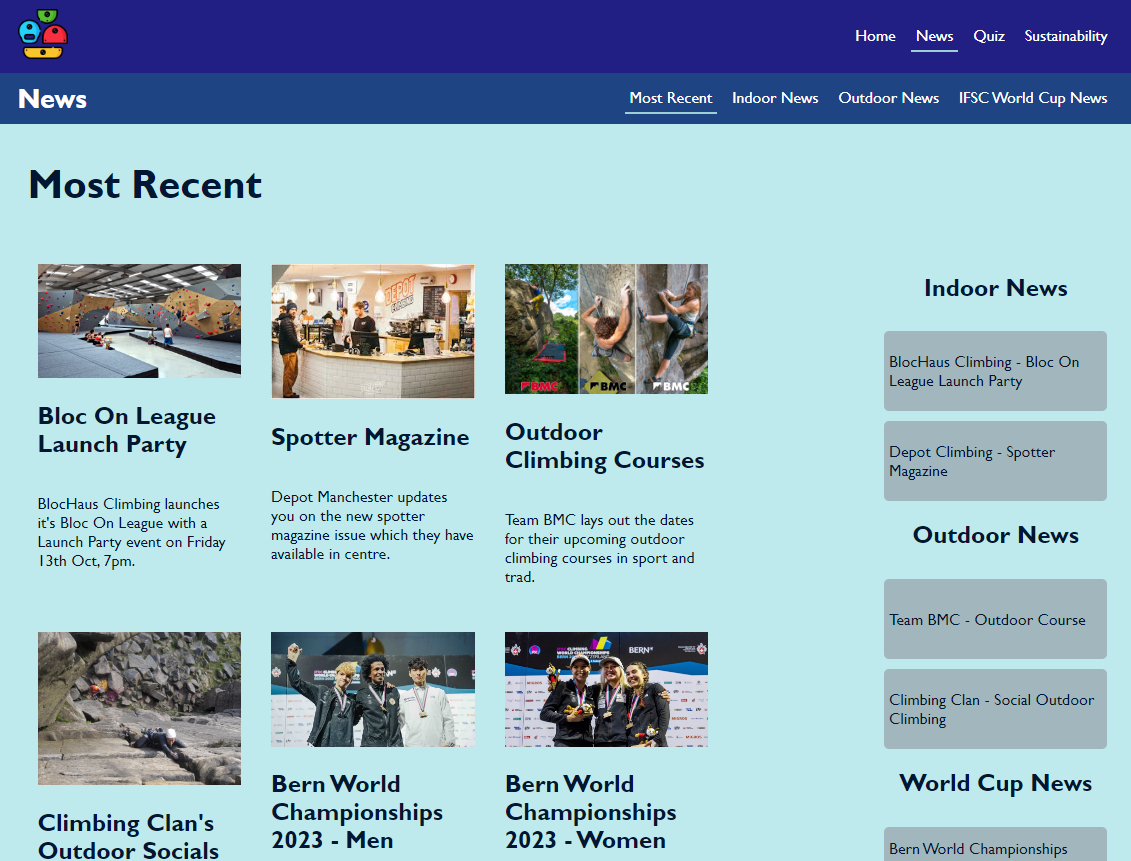 Home News Quiz Sustainability
News
Most Recent Indoor News Outdoor News IFSC World Cup News
Most Recent
DEPOT
CLIMBING
BMC
BMC
BMC
Bloc On League
Launch Party
BlocHaus Climbing launches
it's Bloc On League with a
Launch Party event on Friday
13th Oct, 7pm.
Spotter Magazine
Depot Manchester updates
you on the new spotter
magazine issue which they have
available in centre.
Outdoor
Climbing Courses
Team BMC lays out the dates
for their upcoming outdoor
climbing courses in sport and
trad.
BERN
Climbing Clan's
Outdoor Socials
Bern World
Championships
2023 - Men
Bern World
Championships
2023 - Women
Indoor News
BlocHaus Climbing - Bloc On
League Launch Party
Depot Climbing - Spotter
Magazine
Outdoor News
Team BMC - Outdoor Course
Climbing Clan - Social Outdoor
Climbing
World Cup News
Bern World Championships